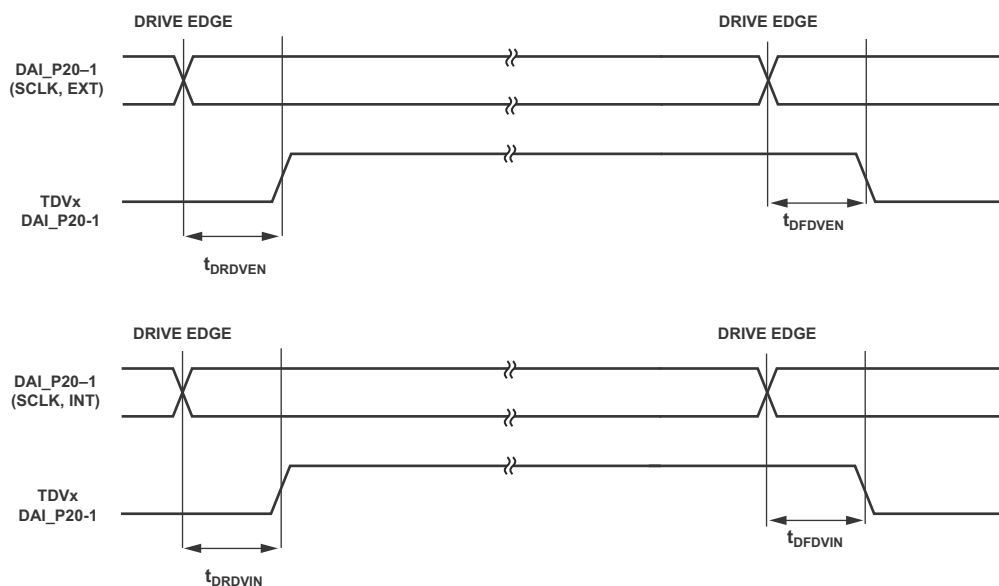 DRIVE EDGE
DRIVE EDGE
DAI_P20–1
(SCLK, EXT)
TDVx
DAI_P20-1
tDFDVEN
tDRDVEN
DRIVE EDGE
DRIVE EDGE
DAI_P20–1
(SCLK, INT)
TDVx
DAI_P20-1
tDFDVIN
tDRDVIN